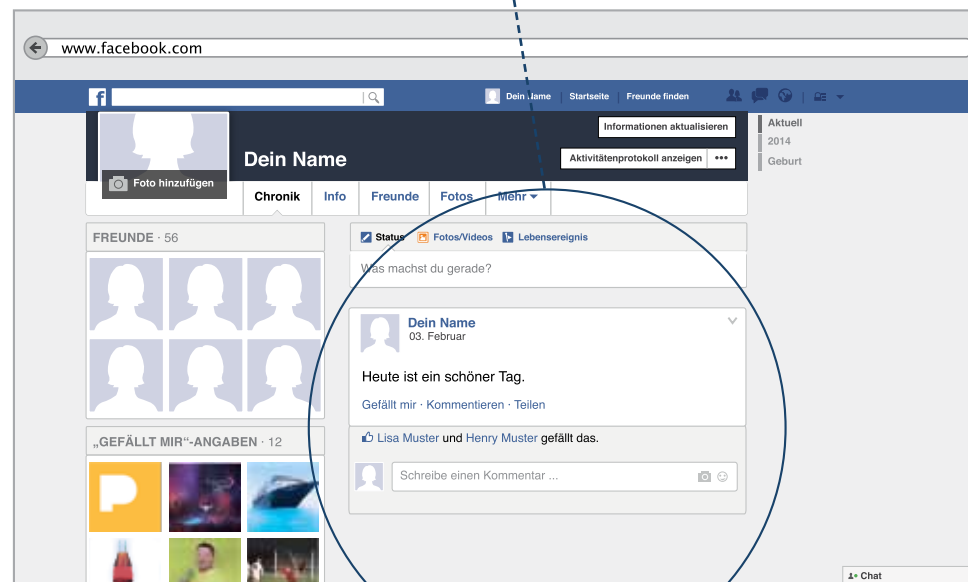 www.facebook.com
f
Dein Name | Startseite | Freunde finden
Informationen aktualisieren
Aktuell
2014
Geburt
Dein Name
Aktivitätenprotokoll anzeigen •••
Foto hinzufügen
Chronik Info Freunde Fotos Mehr
FREUNDE · 56
Status Fotos/Videos Lebensereignis
Was machst du gerade?
Dein Name
03. Februar
Heute ist ein schöner Tag.
Gefällt mir · Kommentieren · Teilen
Lisa Muster und Henry Muster gefällt das.
Schreibe einen Kommentar ...
„GEFÄLLT MIR“-ANGABEN · 12
P
Chat